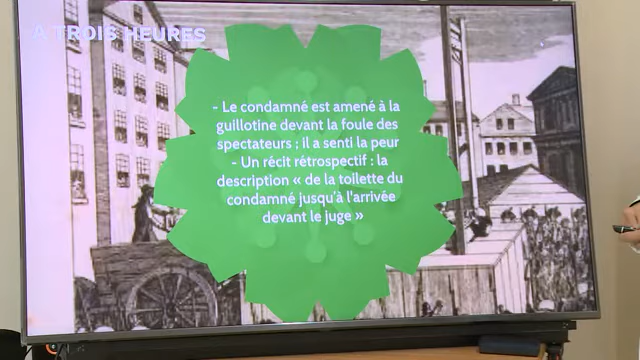 À TROIS HEURES
- Le condamné est amené à la
guillotine devant la foule des
spectateurs ; il a senti la peur
- Un récit rétrospectif : la
description « de la toilette du
condamné jusqu'à l'arrivée
devant le juge »